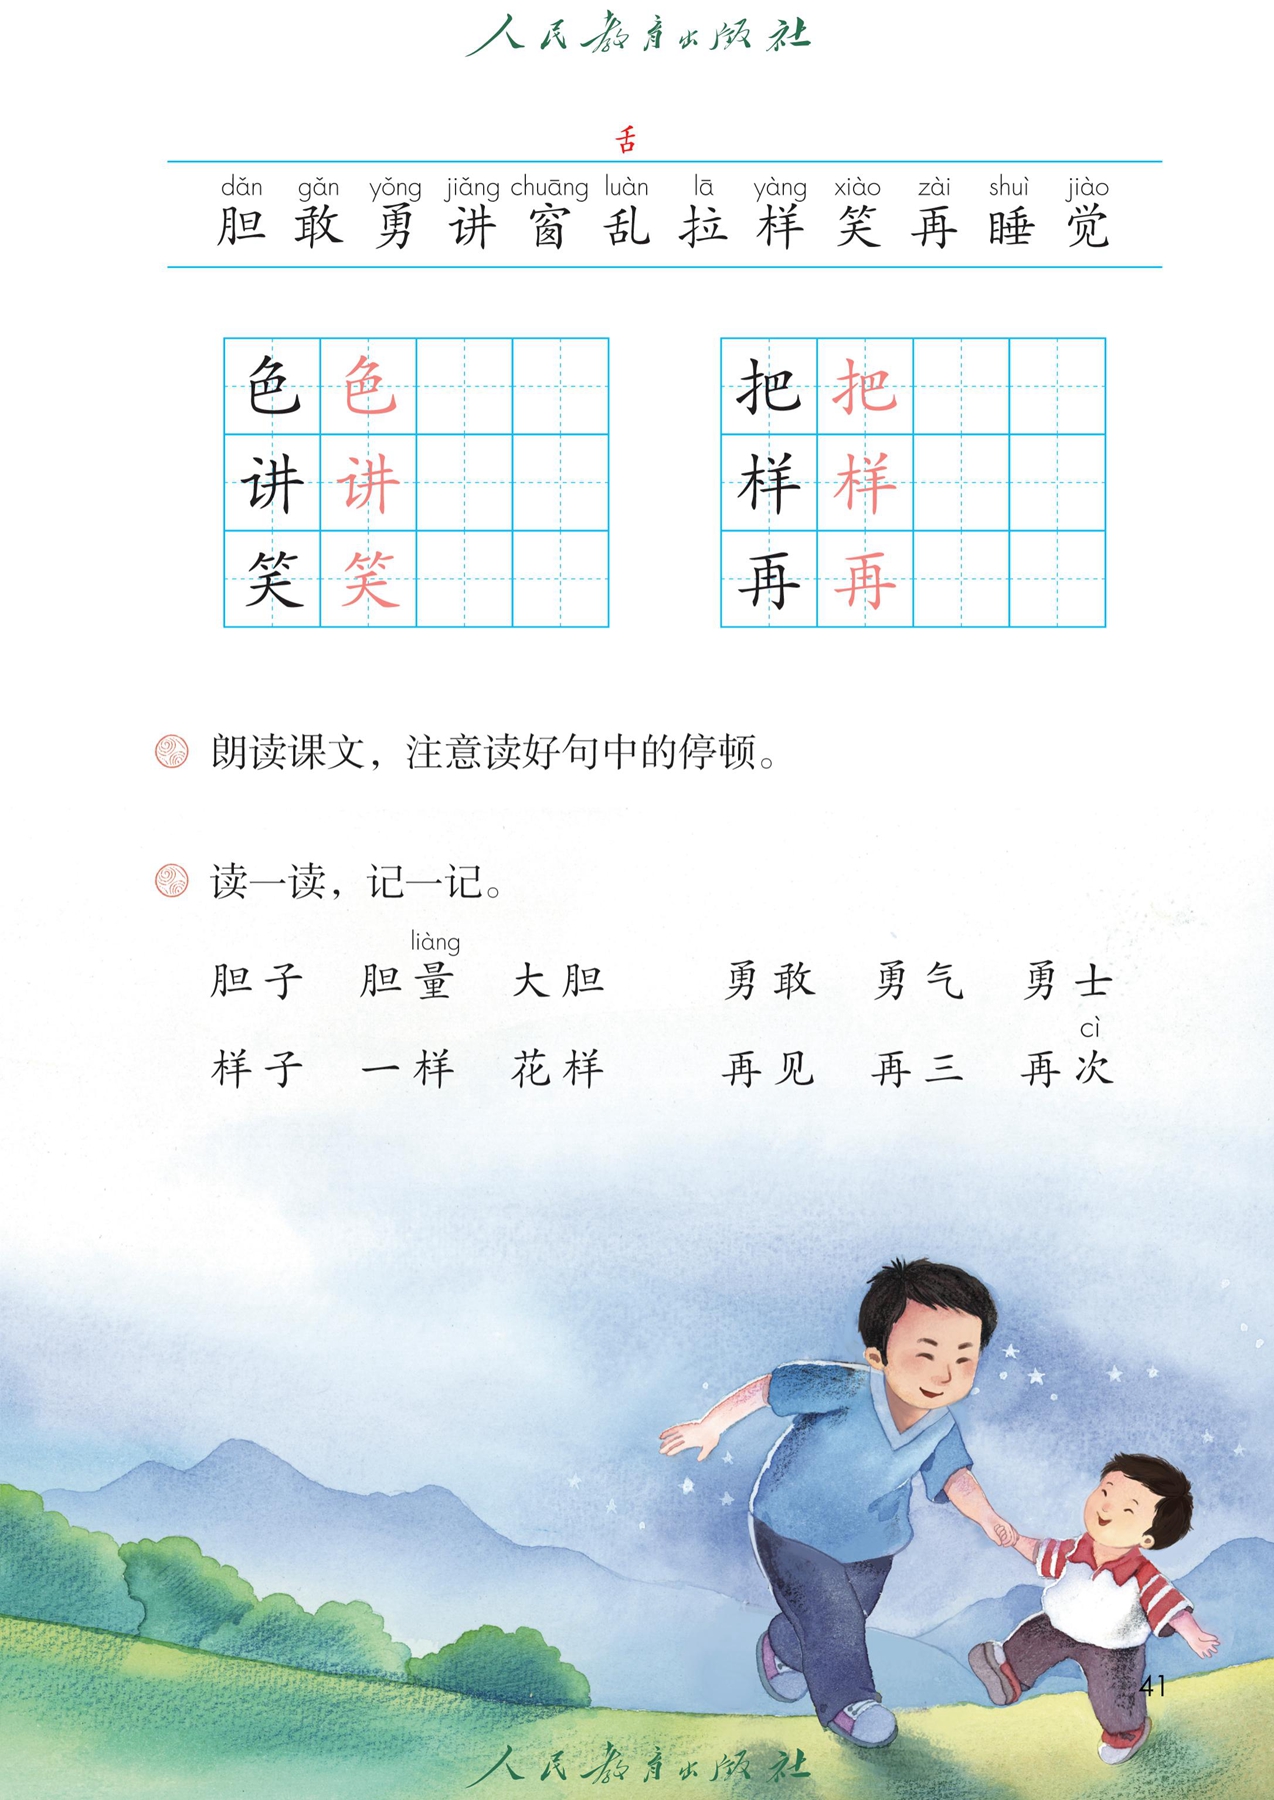 人民教育出版社
舌
dǎn gǎn yǒng jiǎng chuāng luàn lā yàng xiào zài shuì jiào
胆 敢 勇 讲 窗 乱 拉 样 笑 再 睡 觉
色 色 把 把
讲 讲 样 样
笑 笑 再 再
朗读课文，注意读好句中的停顿。
读一读，记一记。
liàng
胆子 胆量 大胆 勇敢 勇气 勇士
cì
样子 一样 花样 再见 再三 再次
41
人民教育出版社